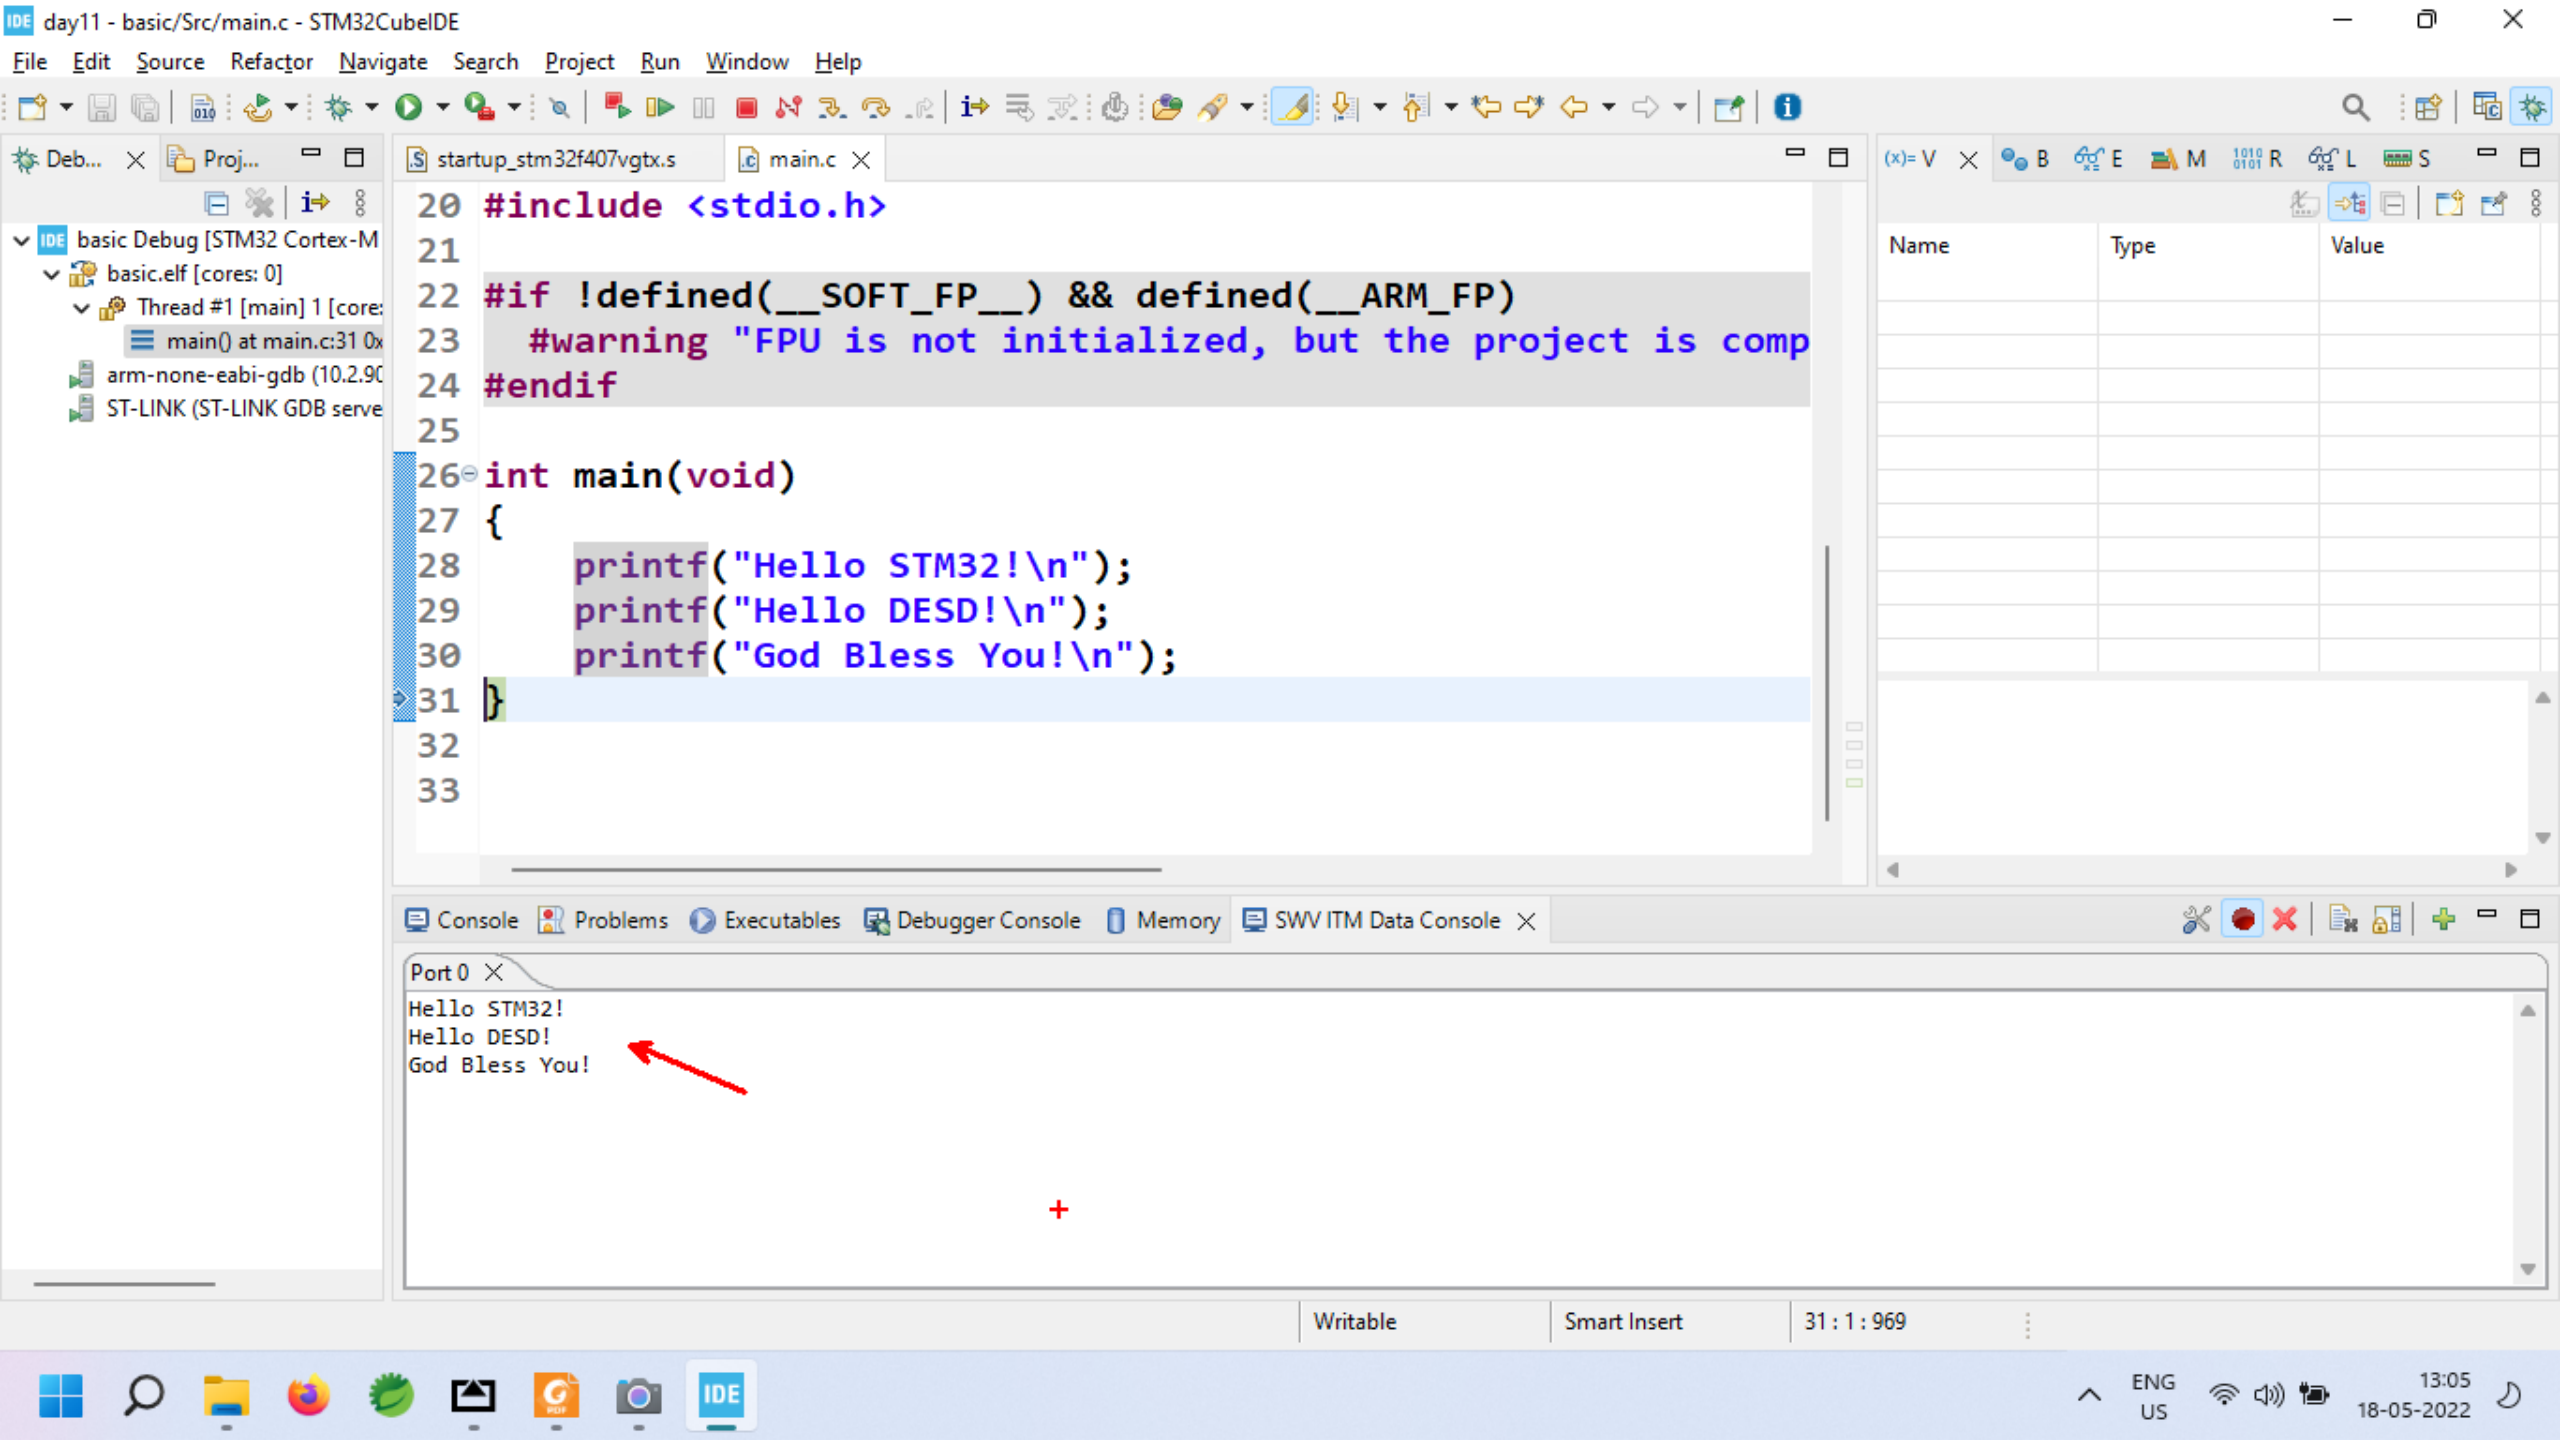 IDE day11 - basic/Src/main.c - STM32CubeIDE
File Edit Source Refactor Navigate Search Project Run Window Help
Deb... Proj...
basic Debug [STM32 Cortex-M
basic.elf [cores: 0]
Thread #1 [main] 1 [core:
main() at main.c:31 0x
arm-none-eabi-gdb (10.2.90
ST-LINK (ST-LINK GDB serve
startup_stm32f407vgtx.s main.c
20 #include <stdio.h>
21
22 #if !defined(__SOFT_FP__) && defined(__ARM_FP)
23 #warning "FPU is not initialized, but the project is comp
24 #endif
25
26 int main(void)
27 {
28 printf("Hello STM32!\n");
29 printf("Hello DESD!\n");
30 printf("God Bless You!\n");
31 }
32
33
(x)= V B E M R L S
Name Type Value
Console Problems Executables Debugger Console Memory SWV ITM Data Console
Port 0
Hello STM32!
Hello DESD!
God Bless You!
Writable Smart Insert 31 : 1 : 969
IDE
ENG
US
13:05
18-05-2022